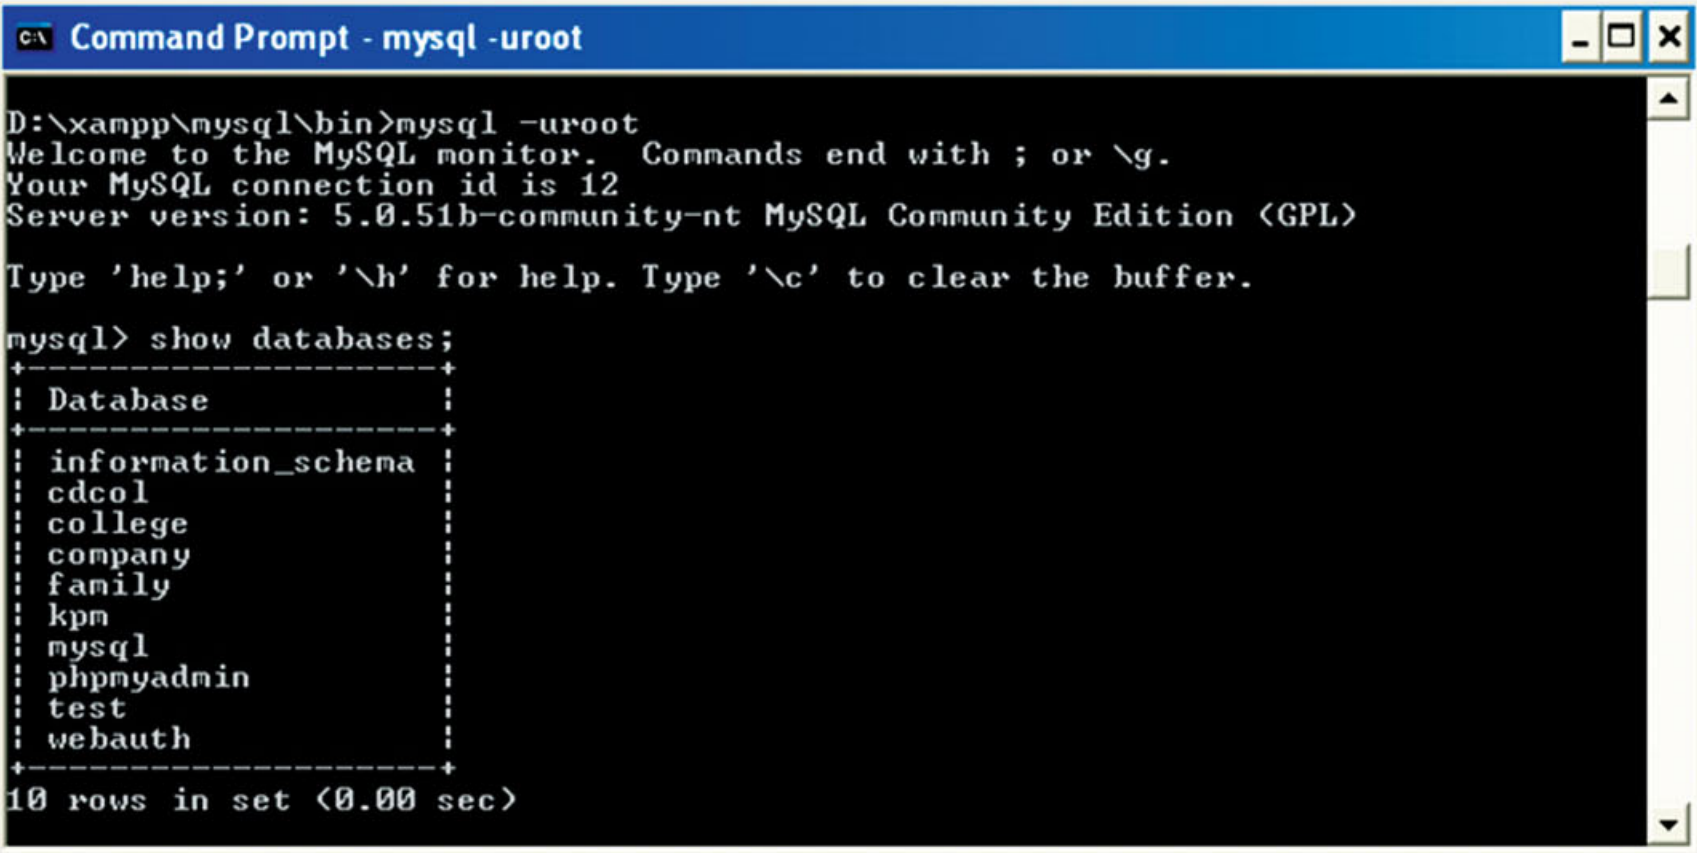 Command Prompt - mysql -uroot
D:\xampp\mysql\bin>mysql -uroot
Welcome to the MySQL monitor.  Commands end with ; or \g.
Your MySQL connection id is 12
Server version: 5.0.51b-community-nt MySQL Community Edition (GPL)
Type 'help;' or '\h' for help. Type '\c' to clear the buffer.
mysql> show databases;
+--------------------+
| Database           |
+--------------------+
| information_schema |
| cdcol              |
| college            |
| company            |
| family             |
| kpm                |
| mysql              |
| phpmyadmin         |
| test               |
| webauth            |
+--------------------+
10 rows in set (0.00 sec)